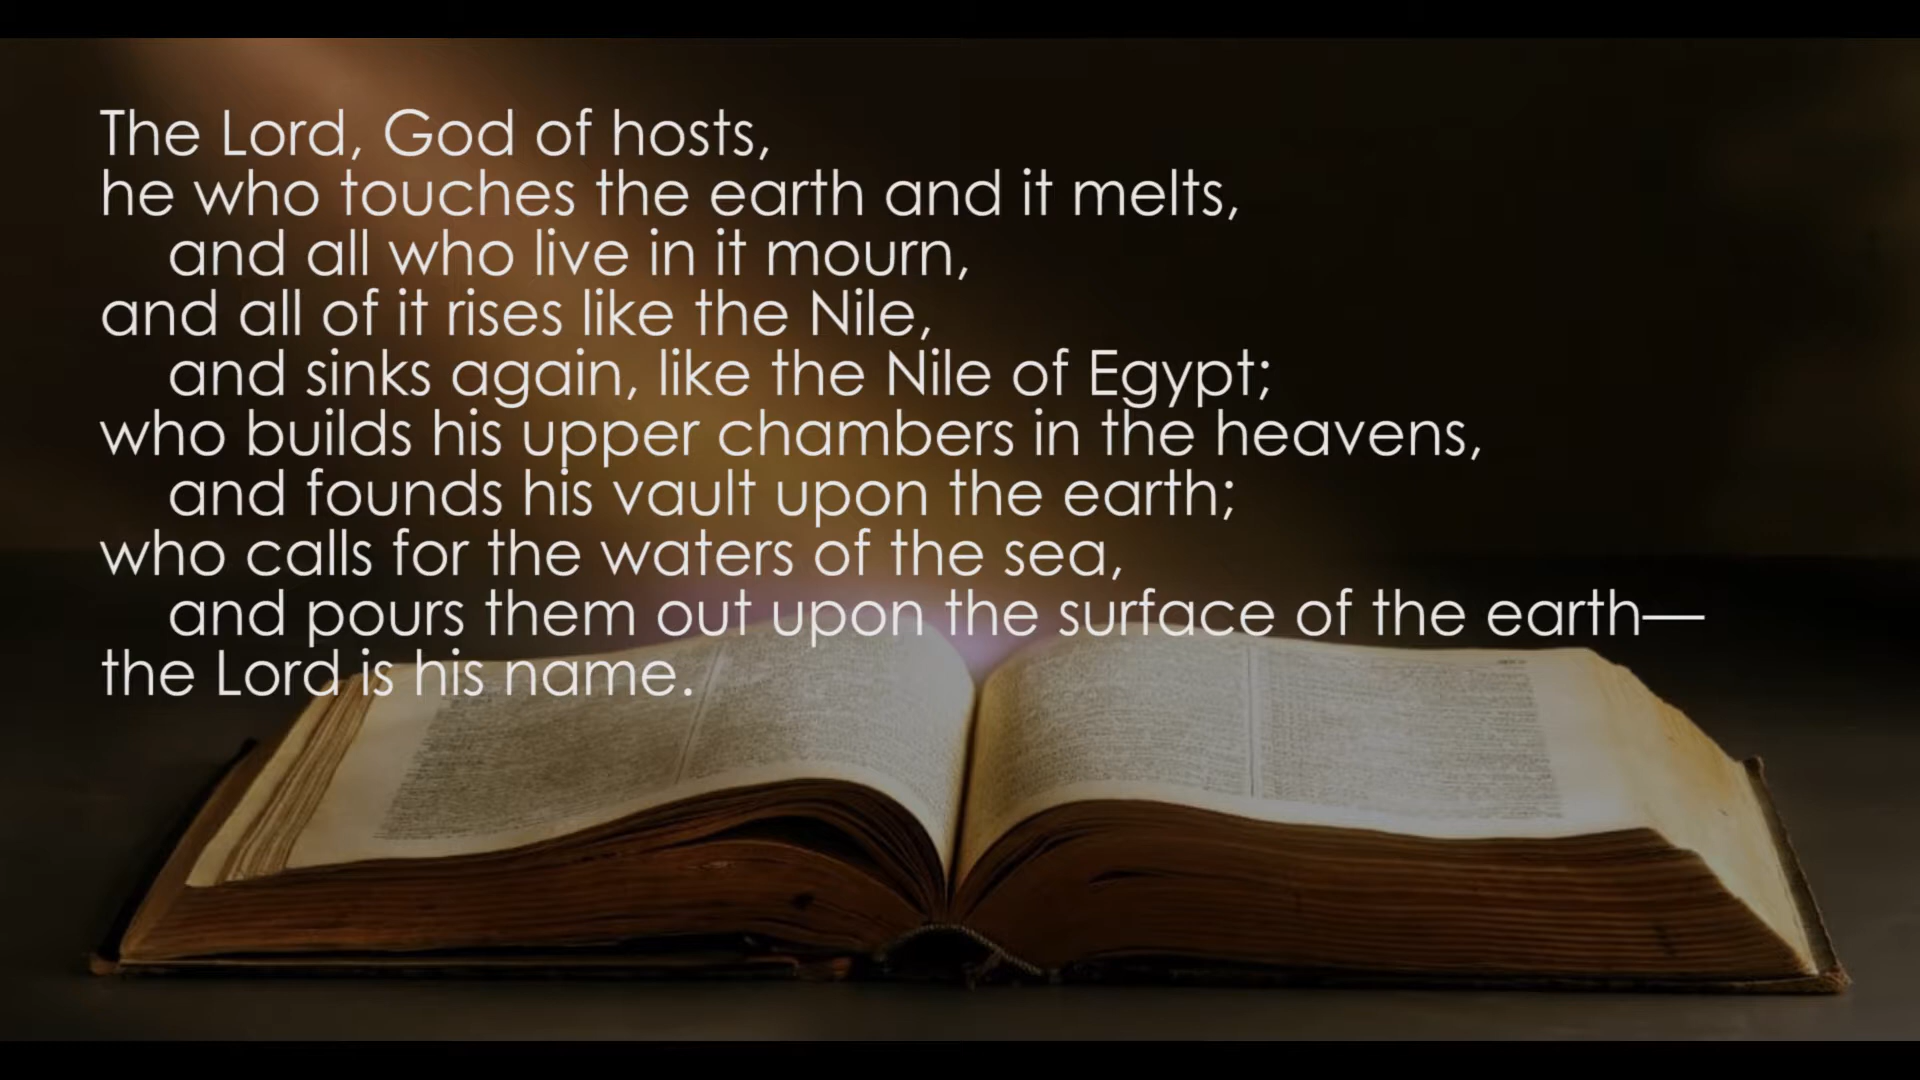 The Lord, God of hosts,
he who touches the earth and it melts,
and all who live in it mourn,
and all of it rises like the Nile,
and sinks again, like the Nile of Egypt;
who builds his upper chambers in the heavens,
and founds his vault upon the earth;
who calls for the waters of the sea,
and pours them out upon the surface of the earth—
the Lord is his name.